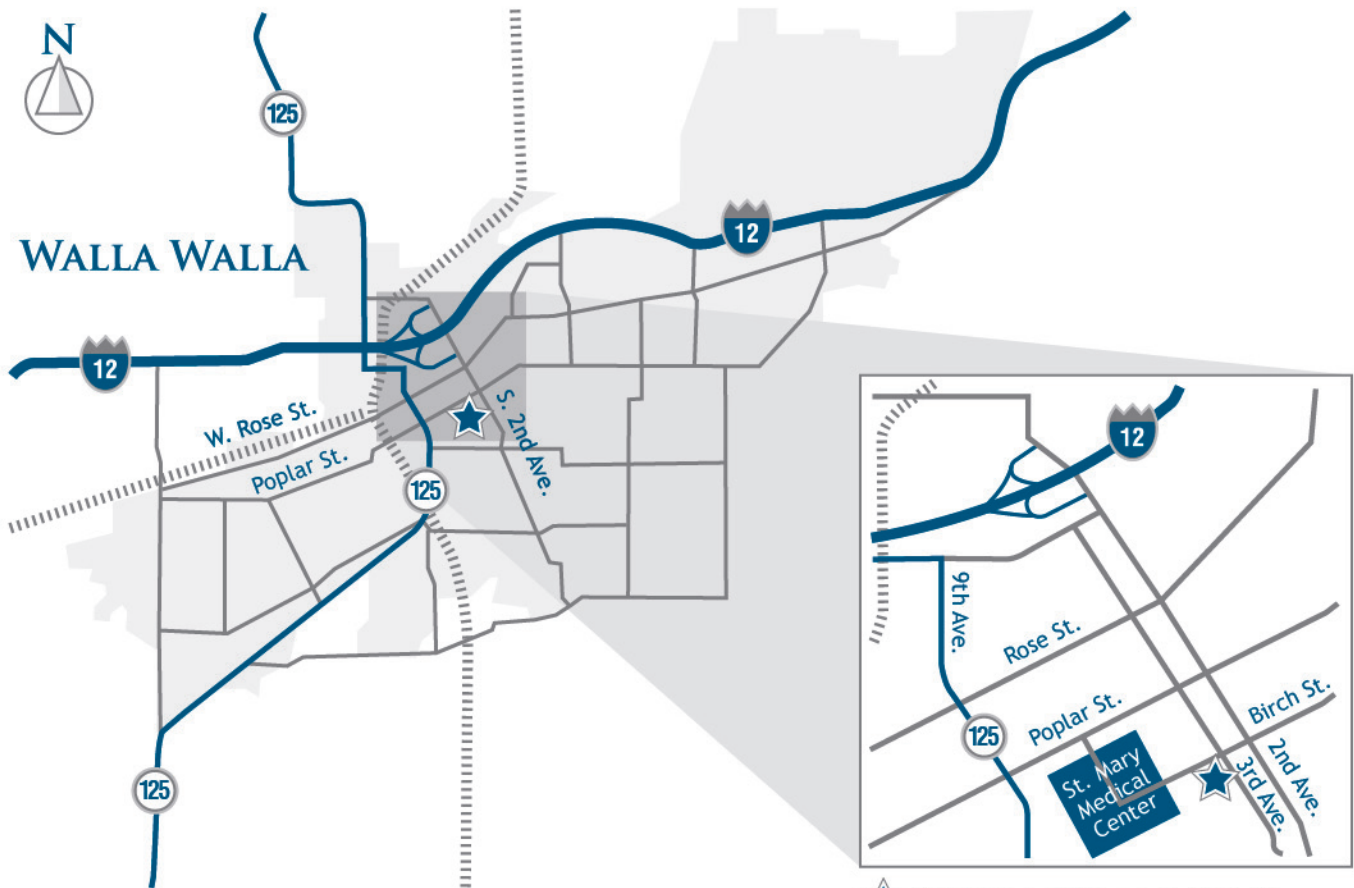 N
125
WALLA WALLA
12
12
W. Rose St.
Poplar St.
S. 2nd Ave.
125
125
12
9th Ave.
Rose St.
Poplar St.
125
Birch St.
2nd Ave.
3rd Ave.
St. Mary
Medical
Center